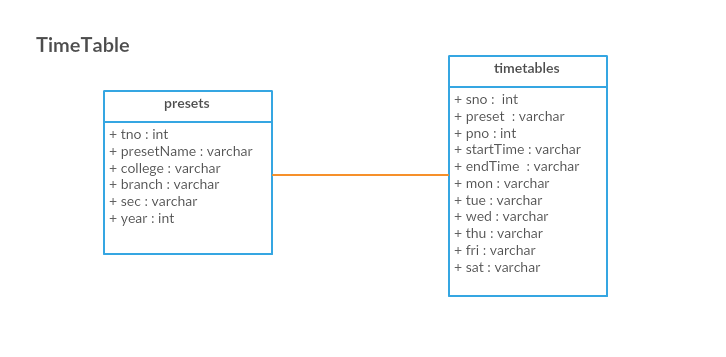 TimeTable
presets
+ tno : int
+ presetName : varchar
+ college : varchar
+ branch : varchar
+ sec : varchar
+ year : int
timetables
+ sno :  int
+ preset  : varchar
+ pno : int
+ startTime : varchar
+ endTime  : varchar
+ mon : varchar
+ tue : varchar
+ wed : varchar
+ thu : varchar
+ fri : varchar
+ sat : varchar